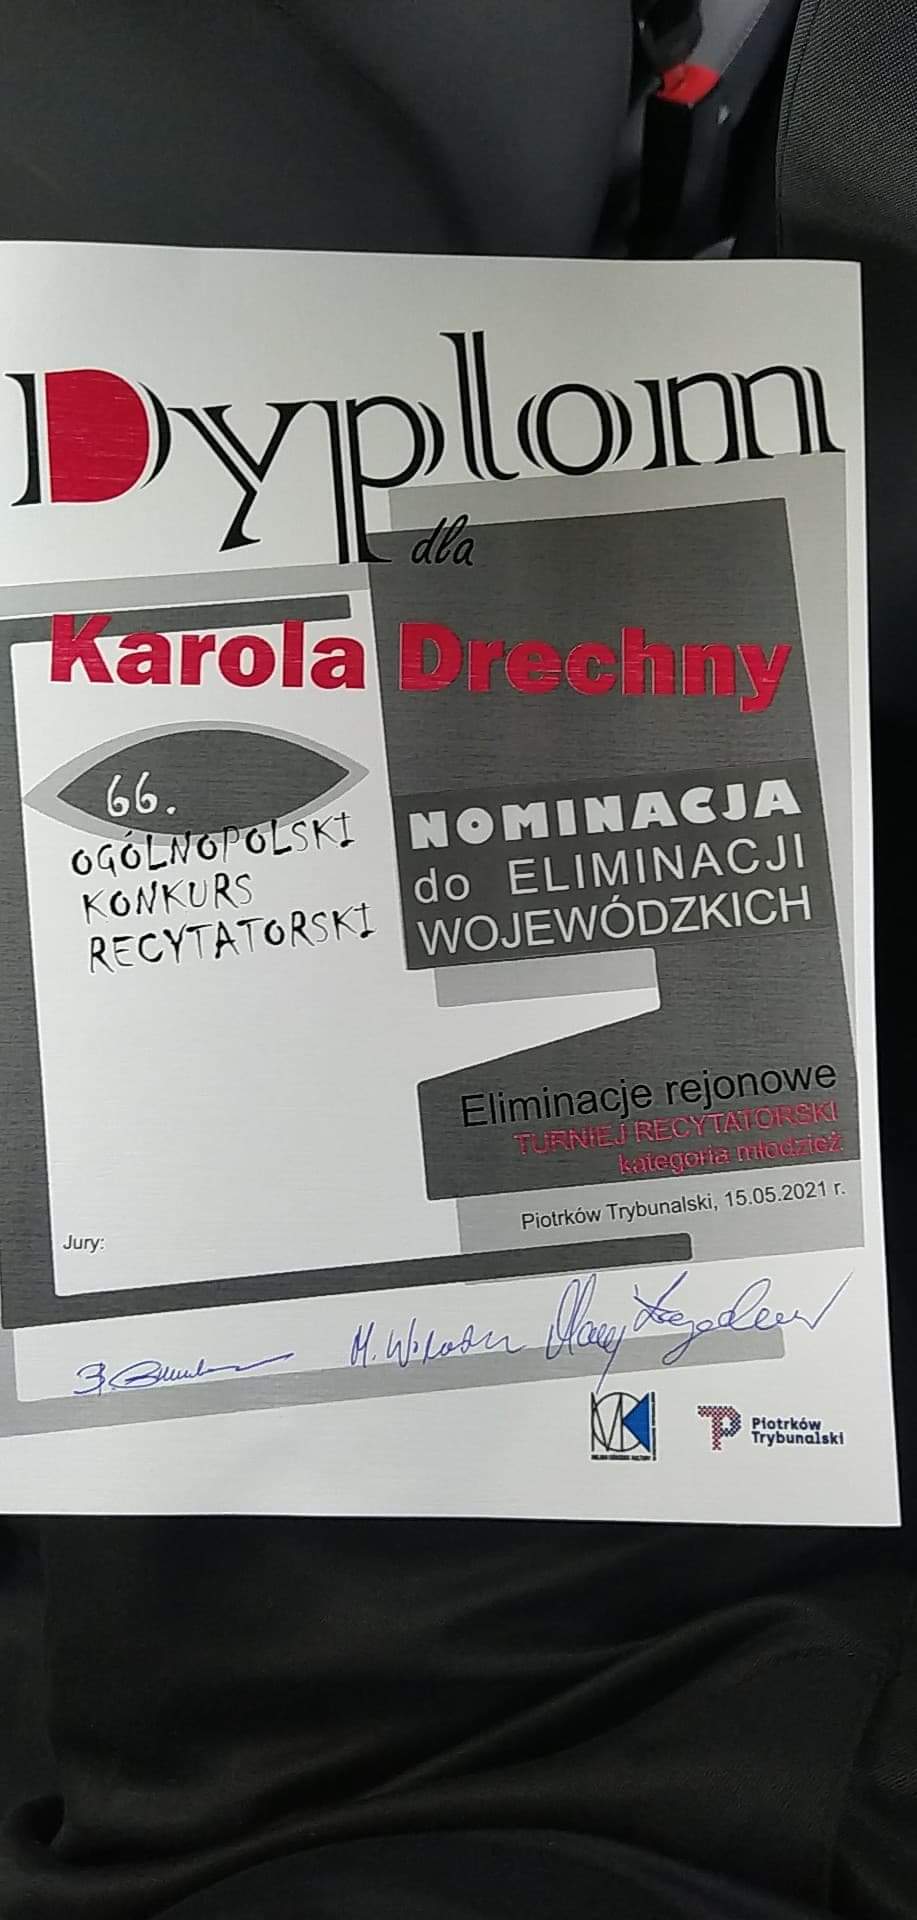 Dyplom
dla
Karola Drechny
66.
OGÓLNOPOLSKI
KONKURS
RECYTATORSKI
NOMINACJA
do ELIMINACJI
WOJEWÓDZKICH
Eliminacje rejonowe
TURNIEJ RECYTATORSKI
kategoria młodzież
Piotrków Trybunalski, 15.05.2021 r.
Jury:
Piotrków
Trybunalski